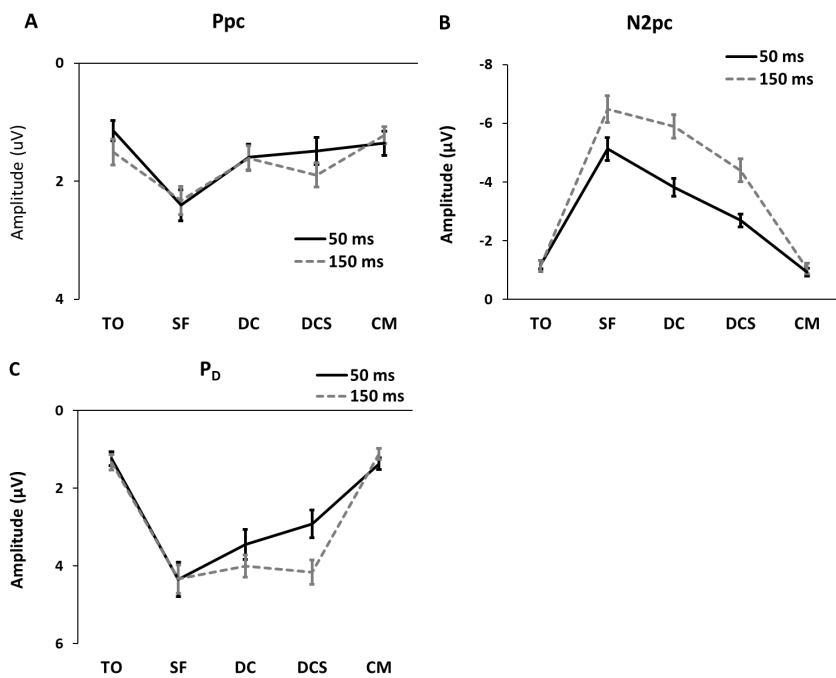 A
Ppc
0
2
4
Amplitude (uV)
50 ms
150 ms
TO SF DC DCS CM
B
N2pc
50 ms
150 ms
-8
-6
-4
-2
0
Amplitude (µV)
TO SF DC DCS CM
C
PD
50 ms
150 ms
0
2
4
6
Amplitude (µV)
TO SF DC DCS CM